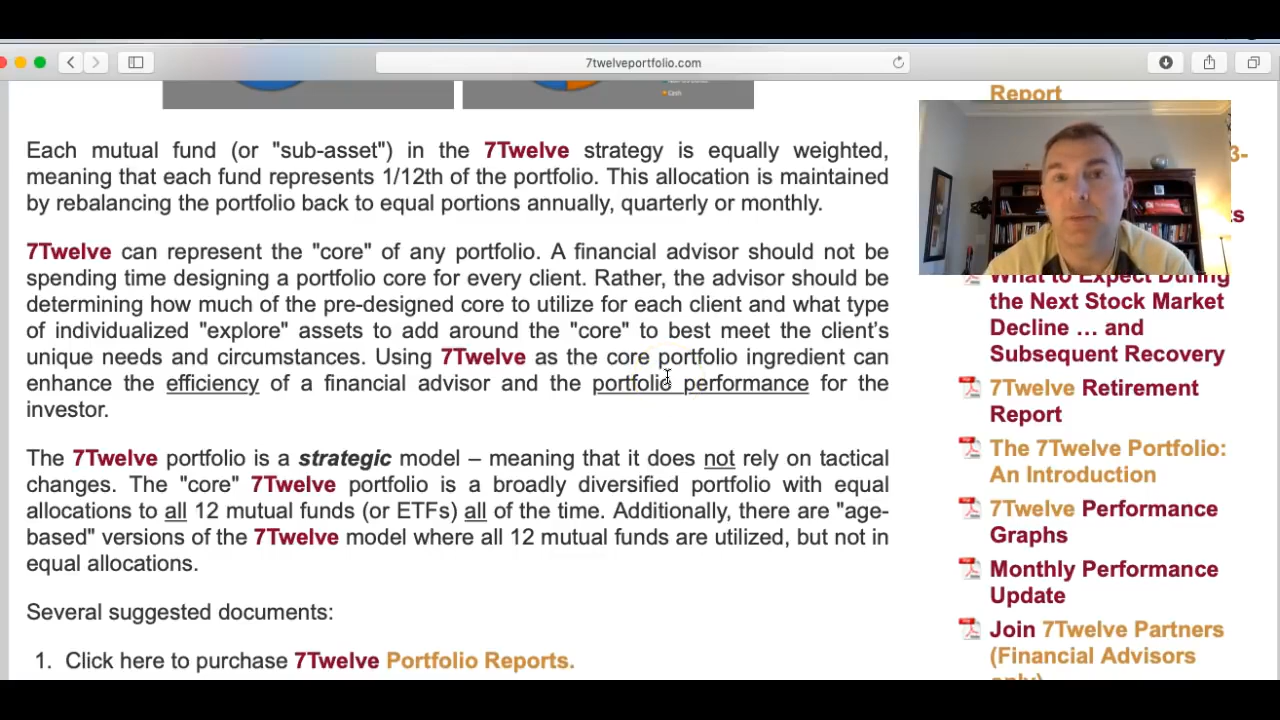 7twelveportfolio.com
Cash
Each mutual fund (or "sub-asset") in the 7Twelve strategy is equally weighted,
meaning that each fund represents 1/12th of the portfolio. This allocation is maintained
by rebalancing the portfolio back to equal portions annually, quarterly or monthly.
7Twelve can represent the "core" of any portfolio. A financial advisor should not be
spending time designing a portfolio core for every client. Rather, the advisor should be
determining how much of the pre-designed core to utilize for each client and what type
of individualized "explore" assets to add around the "core" to best meet the client's
unique needs and circumstances. Using 7Twelve as the core portfolio ingredient can
enhance the efficiency of a financial advisor and the portfolio performance for the
investor.
The 7Twelve portfolio is a strategic model – meaning that it does not rely on tactical
changes. The "core" 7Twelve portfolio is a broadly diversified portfolio with equal
allocations to all 12 mutual funds (or ETFs) all of the time. Additionally, there are "age-
based" versions of the 7Twelve model where all 12 mutual funds are utilized, but not in
equal allocations.
Several suggested documents:
1. Click here to purchase 7Twelve Portfolio Reports.
Report
3-
What to Expect During
the Next Stock Market
Decline … and
Subsequent Recovery
7Twelve Retirement
Report
The 7Twelve Portfolio:
An Introduction
7Twelve Performance
Graphs
Monthly Performance
Update
Join 7Twelve Partners
(Financial Advisors
only)